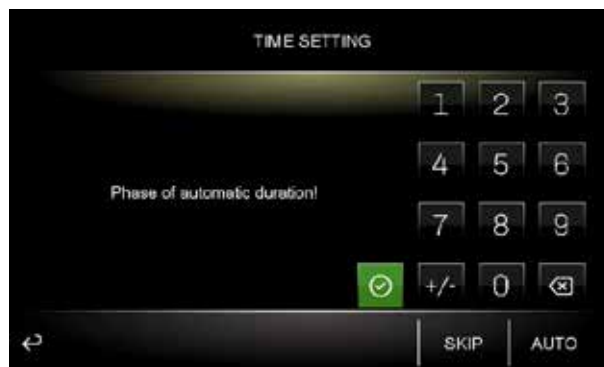 TIME SETTING
1 2 3
4 5 6
Phase of automatic duration!
7 8 9
+/- 0
SKIP AUTO